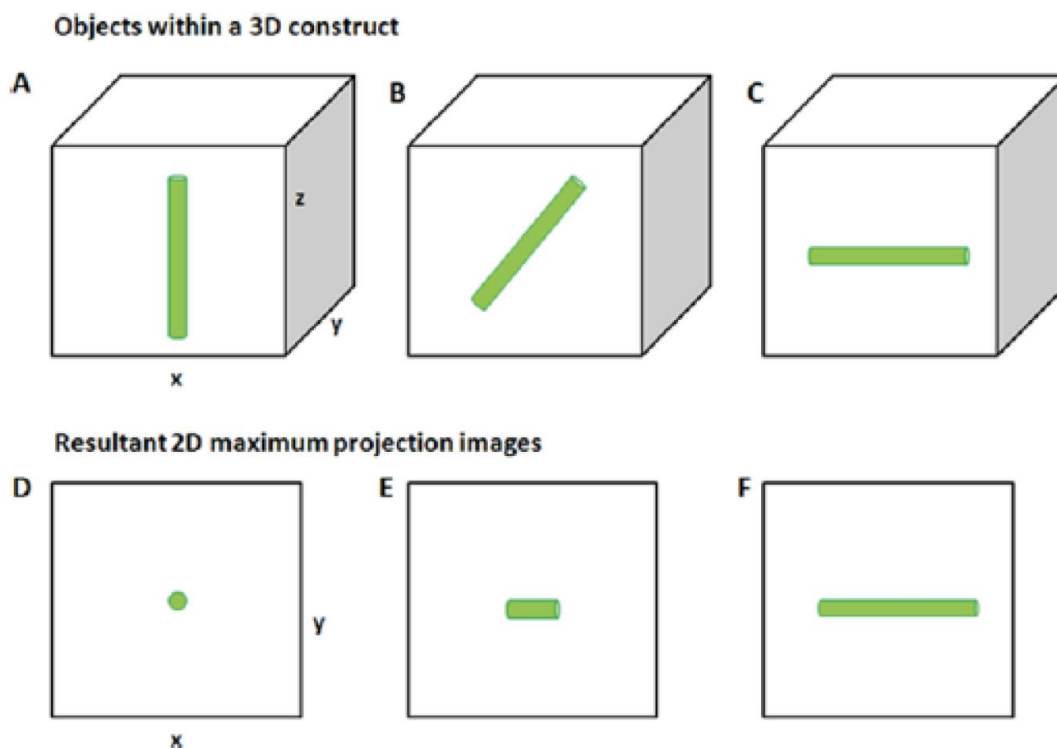 Objects within a 3D construct
A
B
C
z
y
x
Resultant 2D maximum projection images
D
E
F
y
x